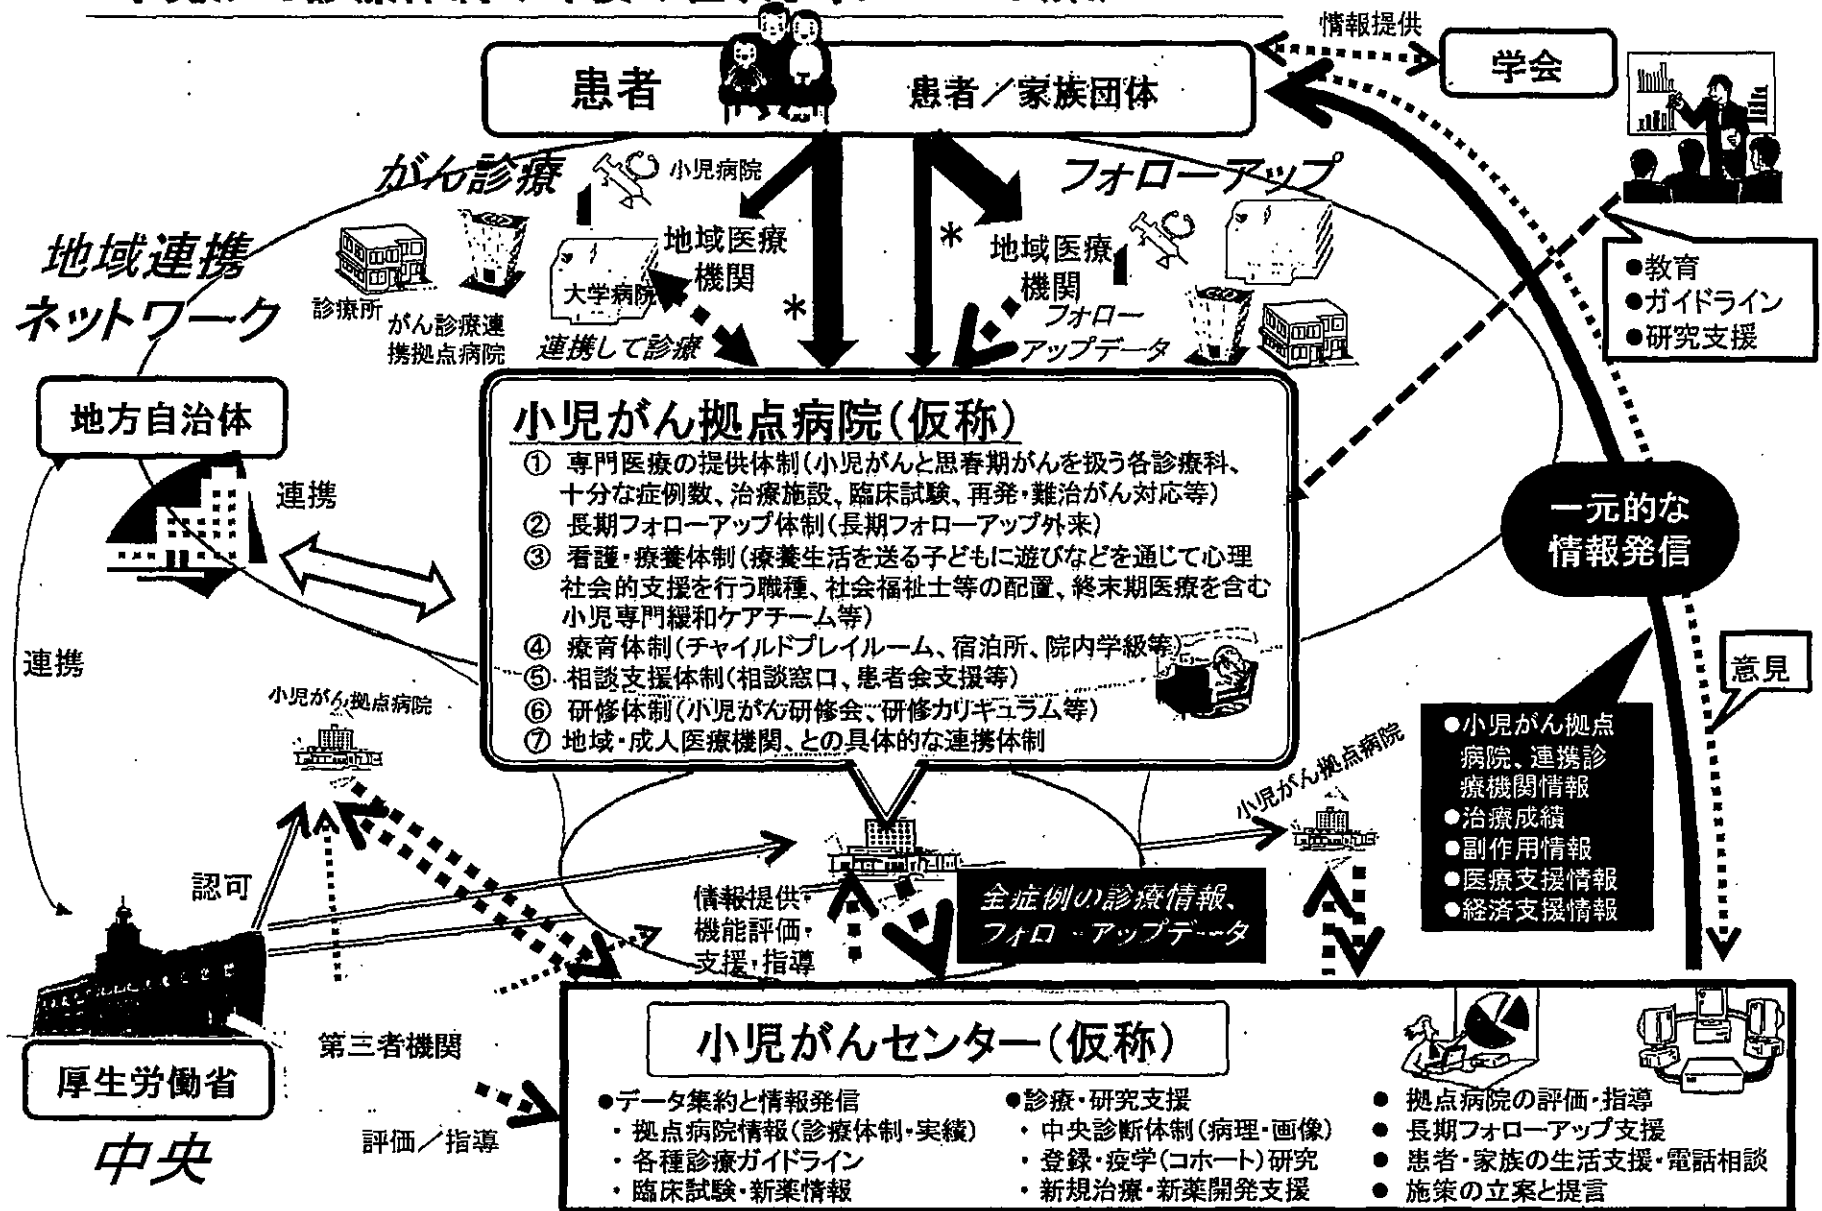 情報提供
学会
患者
患者/家族団体
がん診療
小児病院
フォローアップ
地域連携
ネットワーク
診療所
がん診療連
携拠点病院
大学病院
地域医療
機関
連携して診療
*
*
地域医療
機関
フォロー
アップデータ
●教育
●ガイドライン
●研究支援
地方自治体
連携
連携
小児がん拠点病院(仮称)
① 専門医療の提供体制(小児がんと思春期がんを扱う各診療科、
十分な症例数、治療施設、臨床試験、再発・難治がん対応等)
② 長期フォローアップ体制(長期フォローアップ外来)
③ 看護・療養体制(療養生活を送る子どもに遊びなどを通じて心理
社会的支援を行う職種、社会福祉士等の配置、終末期医療を含む
小児専門緩和ケアチーム等)
④ 療育体制(チャイルドプレイルーム、宿泊所、院内学級等)
⑤ 相談支援体制(相談窓口、患者会支援等)
⑥ 研修体制(小児がん研修会、研修カリキュラム等)
⑦ 地域・成人医療機関、との具体的な連携体制
一元的な
情報発信
意見
●小児がん拠点
病院、連携診
療機関情報
●治療成績
●副作用情報
●医療支援情報
●経済支援情報
小児がん拠点病院
小児がん拠点病院
認可
情報提供・
機能評価・
支援・指導
全症例の診療情報、
フォローアップデータ
厚生労働省
中央
第三者機関
評価/指導
小児がんセンター(仮称)
●データ集約と情報発信
・拠点病院情報(診療体制・実績)
・各種診療ガイドライン
・臨床試験・新薬情報
●診療・研究支援
・中央診断体制(病理・画像)
・登録・疫学(コホート)研究
・新規治療・新薬開発支援
● 拠点病院の評価・指導
● 長期フォローアップ支援
● 患者・家族の生活支援・電話相談
● 施策の立案と提言